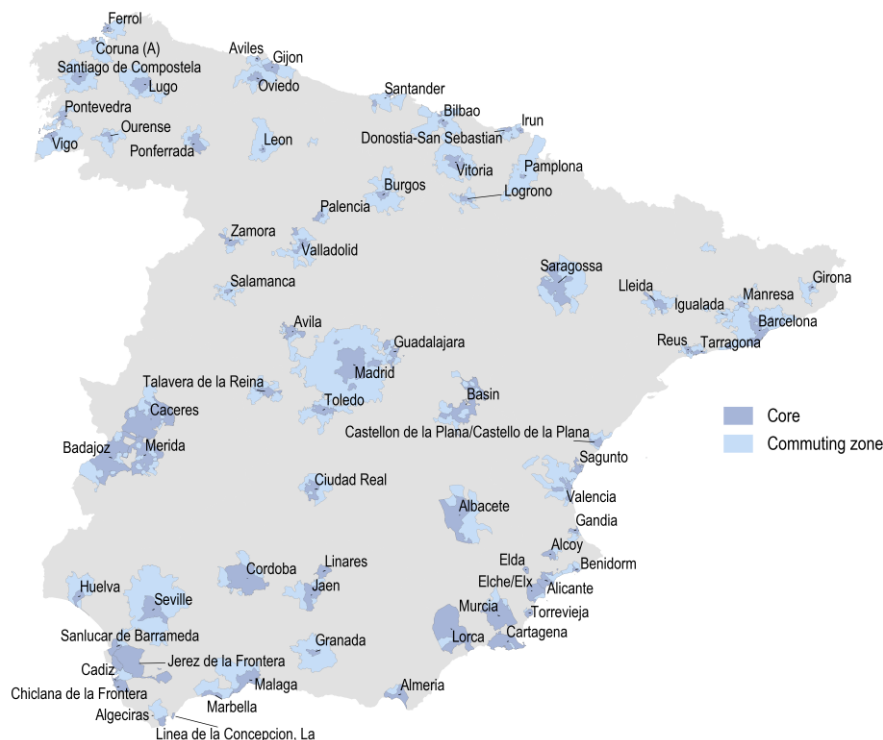 Ferrol
Coruna (A)
Aviles
Gijon
Santiago de Compostela
Lugo
Oviedo
Santander
Pontevedra
Bilbao
Irun
Ourense
Donostia-San Sebastian
Vigo
Ponferrada
Leon
Vitoria
Pamplona
Burgos
Logrono
Palencia
Zamora
Valladolid
Saragossa
Salamanca
Lleida
Girona
Manresa
Igualada
Barcelona
Avila
Guadalajara
Reus
Tarragona
Madrid
Talavera de la Reina
Toledo
Basin
Caceres
Core
Castellon de la Plana/Castello de la Plana
Badajoz
Merida
Commuting zone
Sagunto
Ciudad Real
Valencia
Albacete
Gandia
Alcoy
Linares
Elda
Benidorm
Cordoba
Huelva
Jaen
Elche/Elx
Alicante
Seville
Murcia
Torrevieja
Sanlucar de Barrameda
Granada
Lorca
Cartagena
Jerez de la Frontera
Cadiz
Malaga
Almeria
Chiclana de la Frontera
Marbella
Algeciras
Linea de la Concepcion, La